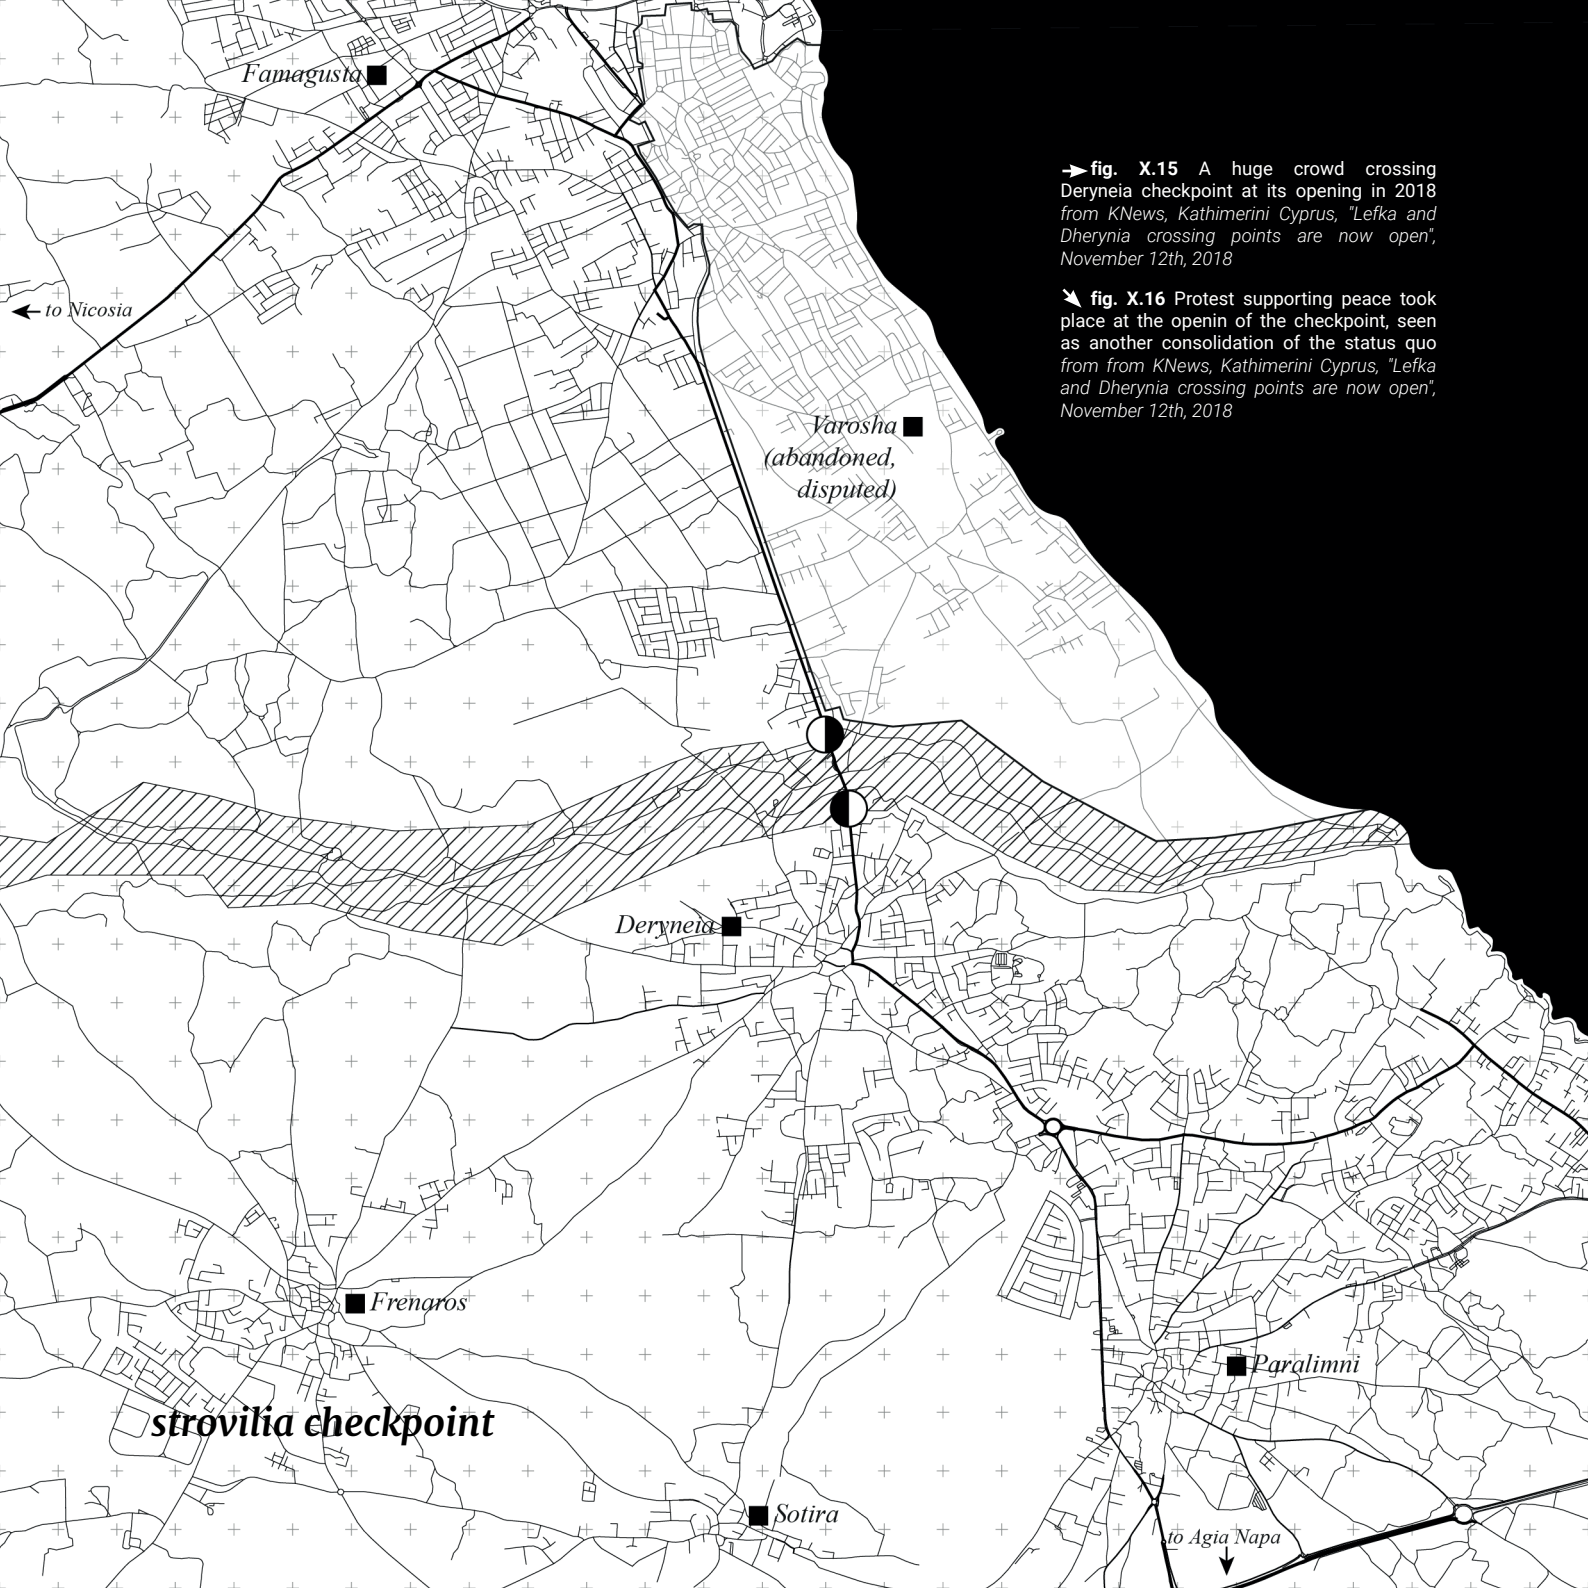 Famagusta
fig. X.15 A huge crowd crossing
Deryneia checkpoint at its opening in 2018
from KNews, Kathimerini Cyprus, "Lefka and
Dherynia crossing points are now open",
November 12th, 2018
to Nicosia
fig. X.16 Protest supporting peace took
place at the openin of the checkpoint, seen
as another consolidation of the status quo
from from KNews, Kathimerini Cyprus, "Lefka
and Dherynia crossing points are now open",
November 12th, 2018
Varosha
(abandoned,
disputed)
Deryneia
Frenaros
Paralimni
strovilia checkpoint
Sotira
to Agia Napa